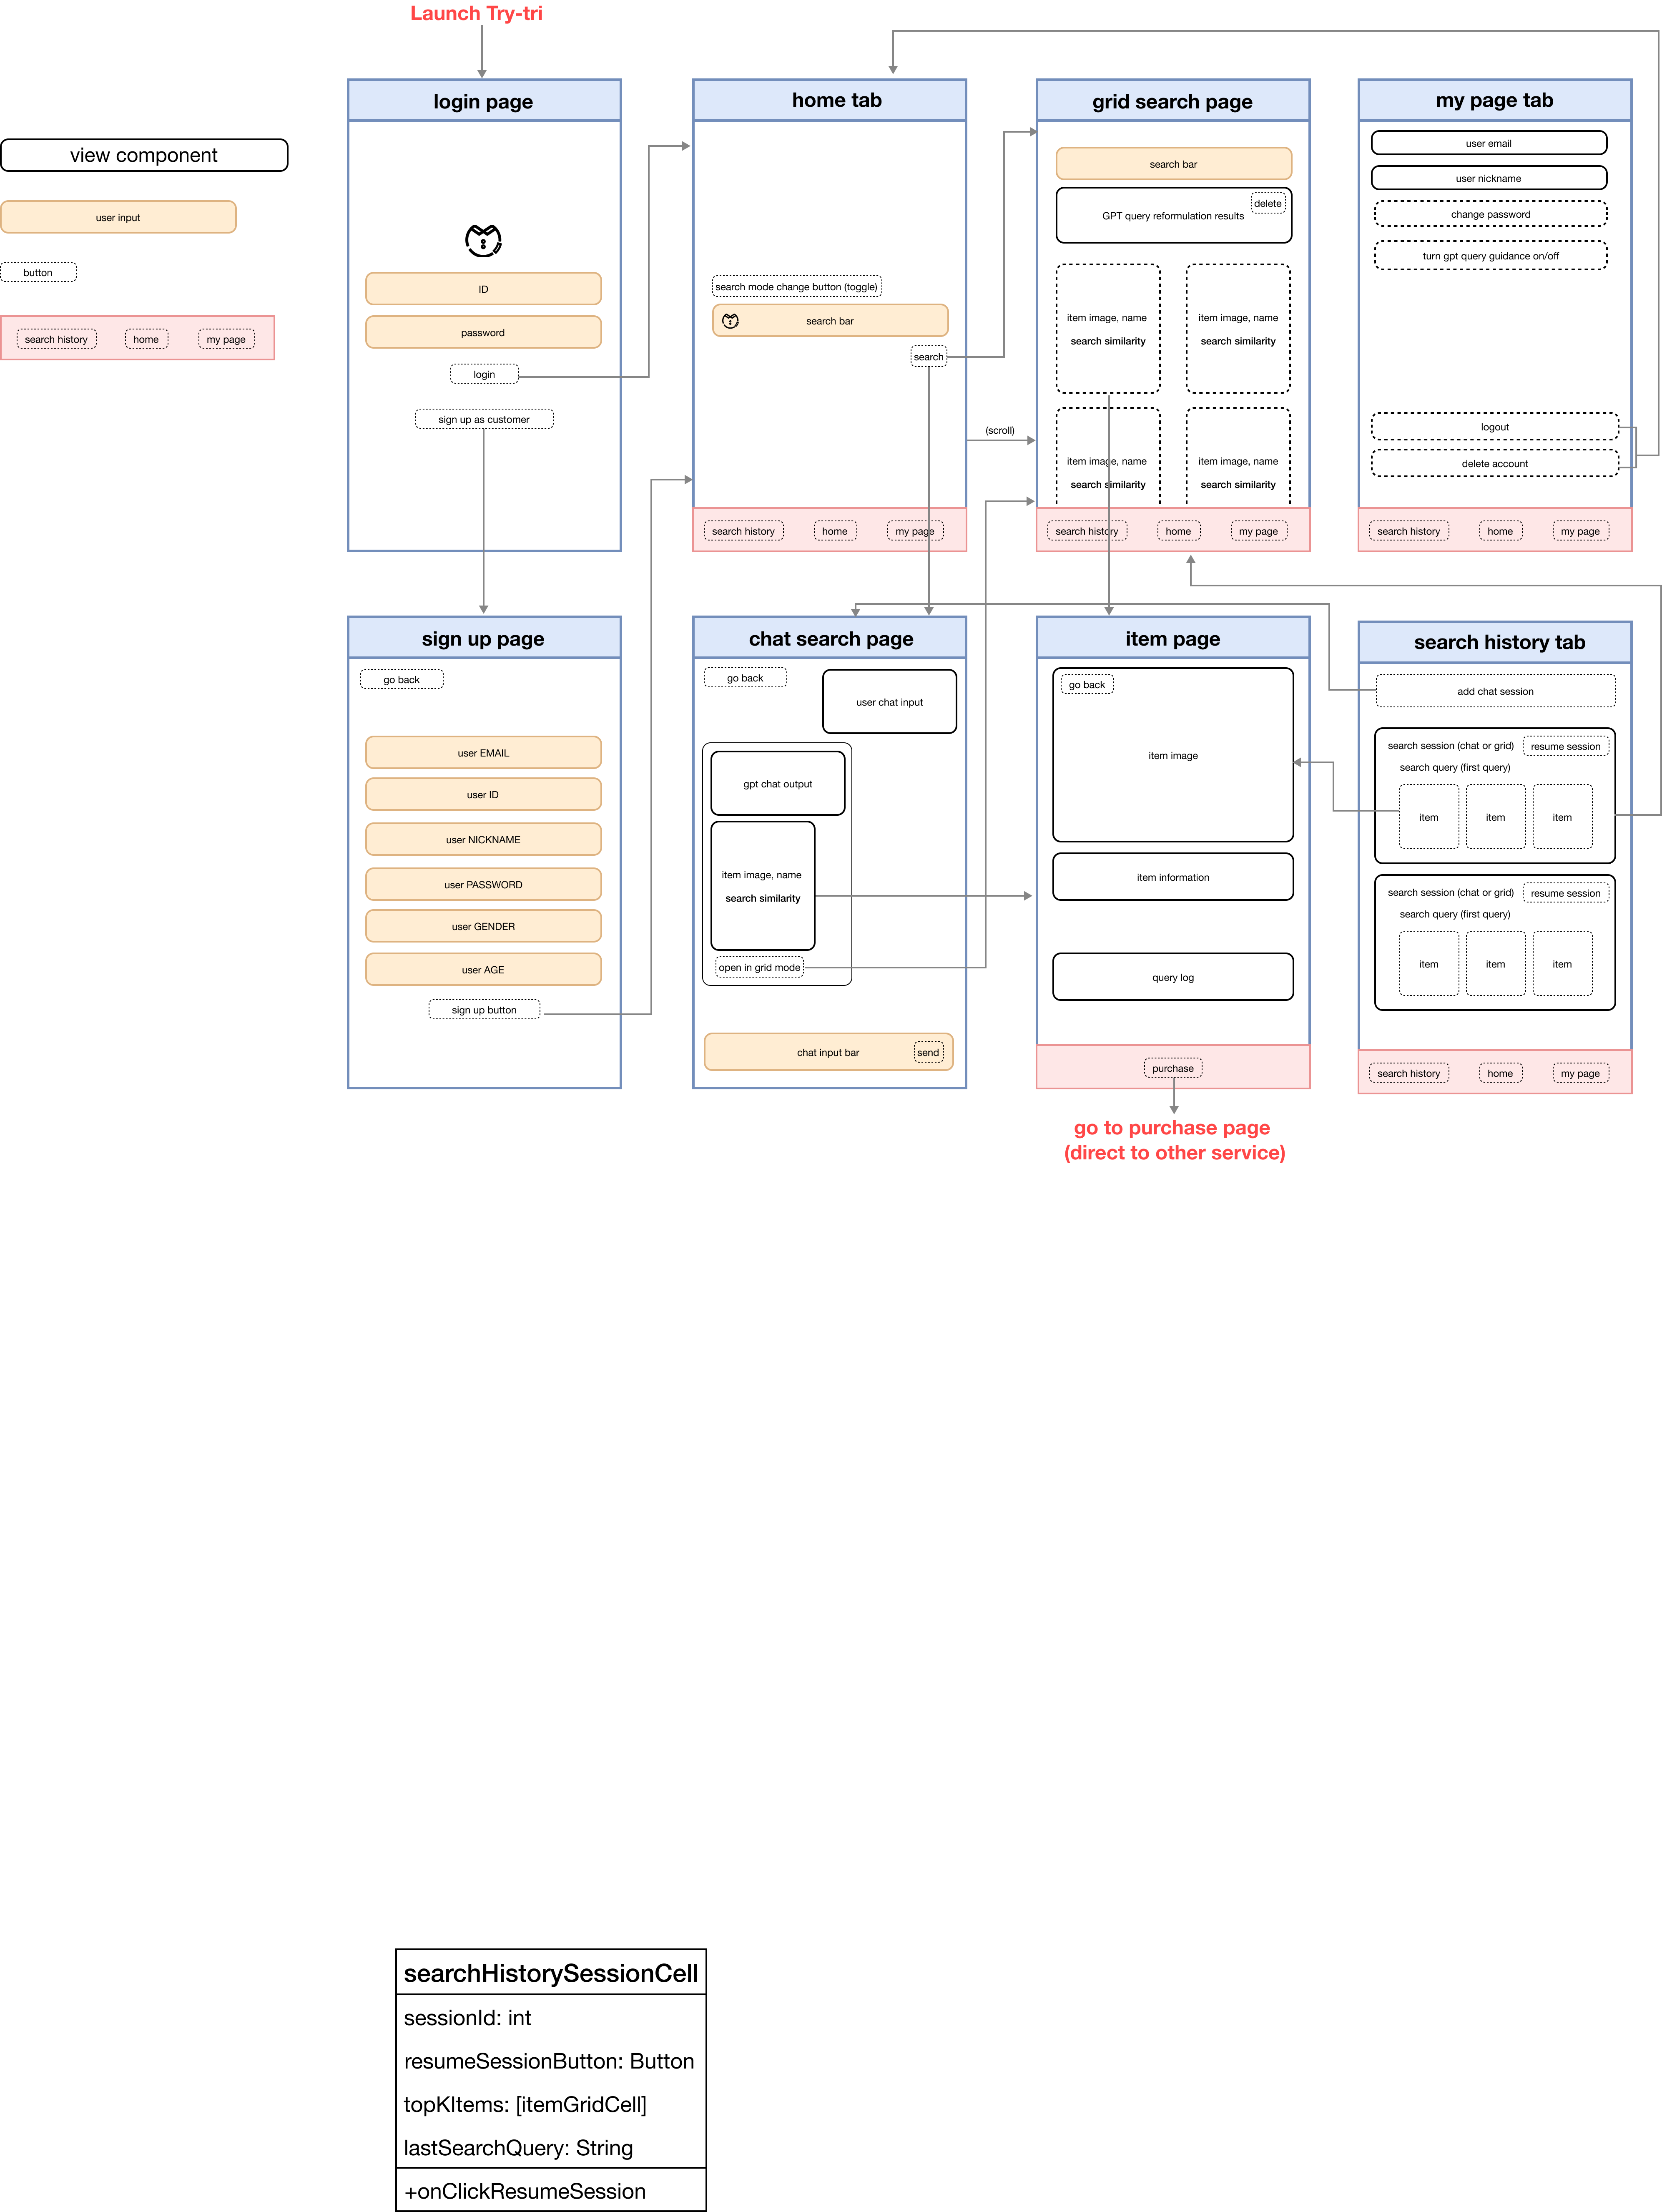 Launch Try-tri
view component
user input
button
search history
home
my page
login page
ID
password
login
sign up as customer
home tab
search mode change button (toggle)
search bar
search
search history
home
my page
(scroll)
grid search page
search bar
GPT query reformulation results
delete
item image, name
search similarity
item image, name
search similarity
item image, name
search similarity
item image, name
search similarity
search history
home
my page
my page tab
user email
user nickname
change password
turn gpt query guidance on/off
logout
delete account
search history
home
my page
sign up page
go back
user EMAIL
user ID
user NICKNAME
user PASSWORD
user GENDER
user AGE
sign up button
chat search page
go back
user chat input
gpt chat output
item image, name
search similarity
open in grid mode
chat input bar
send
item page
go back
item image
item information
query log
purchase
go to purchase page
(direct to other service)
search history tab
add chat session
search session (chat or grid)
resume session
search query (first query)
item
item
item
search session (chat or grid)
resume session
search query (first query)
item
item
item
search history
home
my page
searchHistorySessionCell
sessionId: int
resumeSessionButton: Button
topKItems: [itemGridCell]
lastSearchQuery: String
+onClickResumeSession